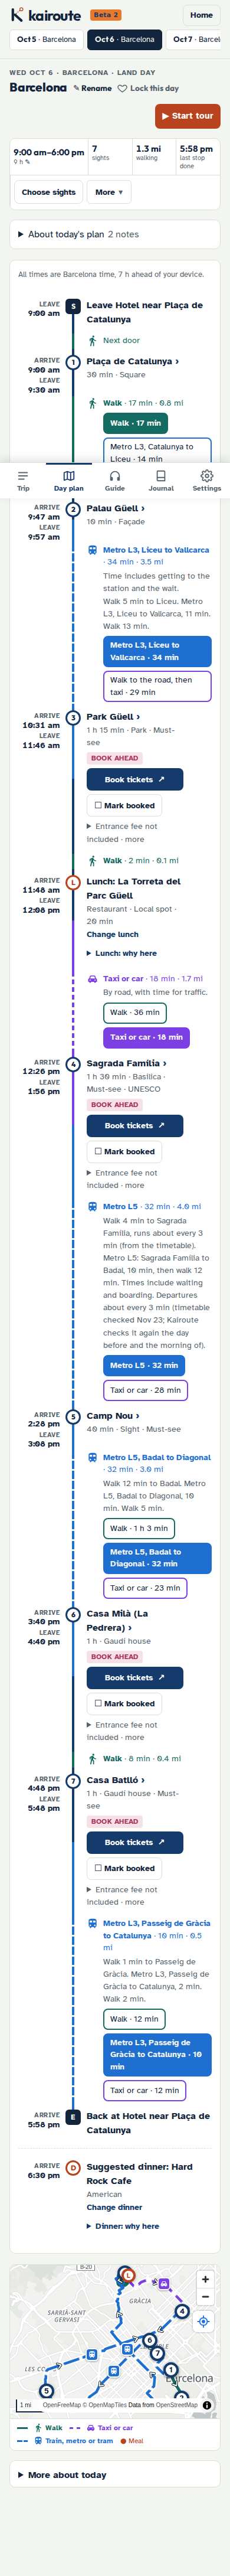 kairoute Beta 2 Home
Oct 5 · Barcelona Oct 6 · Barcelona Oct 7 · Barcel
WED OCT 6 · BARCELONA · LAND DAY
Barcelona ✎ Rename Lock this day
▶ Start tour
9:00 am–6:00 pm 7 1.3 mi 5:58 pm
9 h ✎ sights walking last stop
done
Choose sights More ▾
▶ About today's plan 2 notes
All times are Barcelona time, 7 h ahead of your device.
LEAVE
9:00 am
S
Leave Hotel near Plaça de
Catalunya
Next door
ARRIVE
9:00 am
LEAVE
9:30 am
1
Plaça de Catalunya ›
30 min · Square
Walk · 17 min · 0.8 mi
Walk · 17 min
Metro L3, Catalunya to
Liceu · 14 min
Trip Day plan Guide Journal Settings
ARRIVE
9:47 am
LEAVE
9:57 am
2
Palau Güell ›
10 min · Façade
Metro L3, Liceu to Vallcarca
· 34 min · 3.5 mi
Time includes getting to the
station and the wait.
Walk 5 min to Liceu. Metro
L3, Liceu to Vallcarca, 11 min.
Walk 13 min.
Metro L3, Liceu to
Vallcarca · 34 min
Walk to the road, then
taxi · 29 min
ARRIVE
10:31 am
LEAVE
11:46 am
3
Park Güell ›
1 h 15 min · Park · Must-
see
BOOK AHEAD
Book tickets ↗
☐ Mark booked
▶ Entrance fee not
included · more
Walk · 2 min · 0.1 mi
ARRIVE
11:48 am
LEAVE
12:08 pm
L
Lunch: La Torreta del
Parc Güell
Restaurant · Local spot ·
20 min
Change lunch
▶ Lunch: why here
Taxi or car · 18 min · 1.7 mi
By road, with time for traffic.
Walk · 36 min
Taxi or car · 18 min
ARRIVE
12:26 pm
LEAVE
1:56 pm
4
Sagrada Família ›
1 h 30 min · Basilica ·
Must-see · UNESCO
BOOK AHEAD
Book tickets ↗
☐ Mark booked
▶ Entrance fee not
included · more
Metro L5 · 32 min · 4.0 mi
Walk 4 min to Sagrada
Família, runs about every 3
min (from the timetable).
Metro L5: Sagrada Família to
Badal, 10 min, then walk 12
min. Times include waiting
and boarding. Departures
about every 3 min (timetable
checked Nov 23; Kairoute
checks it again the day
before and the morning of).
Metro L5 · 32 min
Taxi or car · 28 min
ARRIVE
2:28 pm
LEAVE
3:08 pm
5
Camp Nou ›
40 min · Sight · Must-see
Metro L5, Badal to Diagonal
· 32 min · 3.0 mi
Walk 12 min to Badal. Metro
L5, Badal to Diagonal, 10
min. Walk 5 min.
Walk · 1 h 3 min
Metro L5, Badal to
Diagonal · 32 min
Taxi or car · 23 min
ARRIVE
3:40 pm
LEAVE
4:40 pm
6
Casa Milà (La
Pedrera) ›
1 h · Gaudí house
BOOK AHEAD
Book tickets ↗
☐ Mark booked
▶ Entrance fee not
included · more
Walk · 8 min · 0.4 mi
ARRIVE
4:48 pm
LEAVE
5:48 pm
7
Casa Batlló ›
1 h · Gaudí house · Must-
see
BOOK AHEAD
Book tickets ↗
☐ Mark booked
▶ Entrance fee not
included · more
Metro L3, Passeig de Gràcia
to Catalunya · 10 min · 0.5
mi
Walk 1 min to Passeig de
Gràcia. Metro L3, Passeig de
Gràcia to Catalunya, 2 min.
Walk 2 min.
Walk · 12 min
Metro L3, Passeig de
Gràcia to Catalunya · 10
min
Taxi or car · 12 min
ARRIVE
5:58 pm
E
Back at Hotel near Plaça de
Catalunya
ARRIVE
6:30 pm
D
Suggested dinner: Hard
Rock Cafe
American
Change dinner
▶ Dinner: why here
B-20
L
GRÀCIA
SARRIÀ-SANT
GERVASI
4
6
7
LES CO
1
Barcelona
5
1 mi
OpenFreeMap © OpenMapTiles Data from OpenStreetMap
Walk Taxi or car
Train, metro or tram Meal
▶ More about today